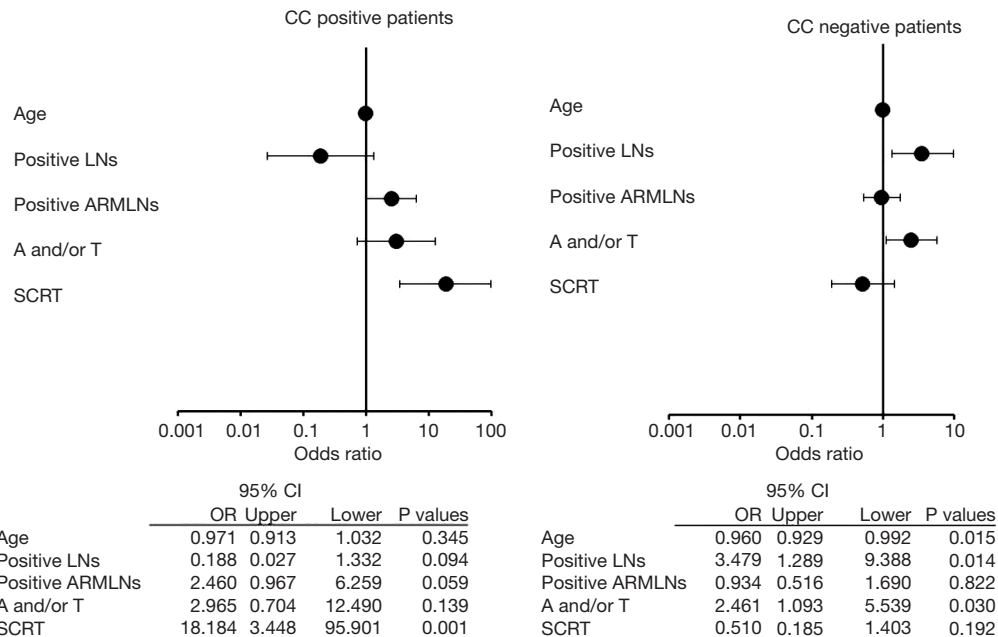 CC positive patients
Age
Positive LNs
Positive ARMLNs
A and/or T
SCRT
0.001 0.01 0.1 1 10 100
Odds ratio
95% CI
OR Upper Lower P values
Age 0.971 0.913 1.032 0.345
Positive LNs 0.188 0.027 1.332 0.094
Positive ARMLNs 2.460 0.967 6.259 0.059
A and/or T 2.965 0.704 12.490 0.139
SCRT 18.184 3.448 95.901 0.001
CC negative patients
Age
Positive LNs
Positive ARMLNs
A and/or T
SCRT
0.001 0.01 0.1 1 10
Odds ratio
95% CI
OR Upper Lower P values
Age 0.960 0.929 0.992 0.015
Positive LNs 3.479 1.289 9.388 0.014
Positive ARMLNs 0.934 0.516 1.690 0.822
A and/or T 2.461 1.093 5.539 0.030
SCRT 0.510 0.185 1.403 0.192